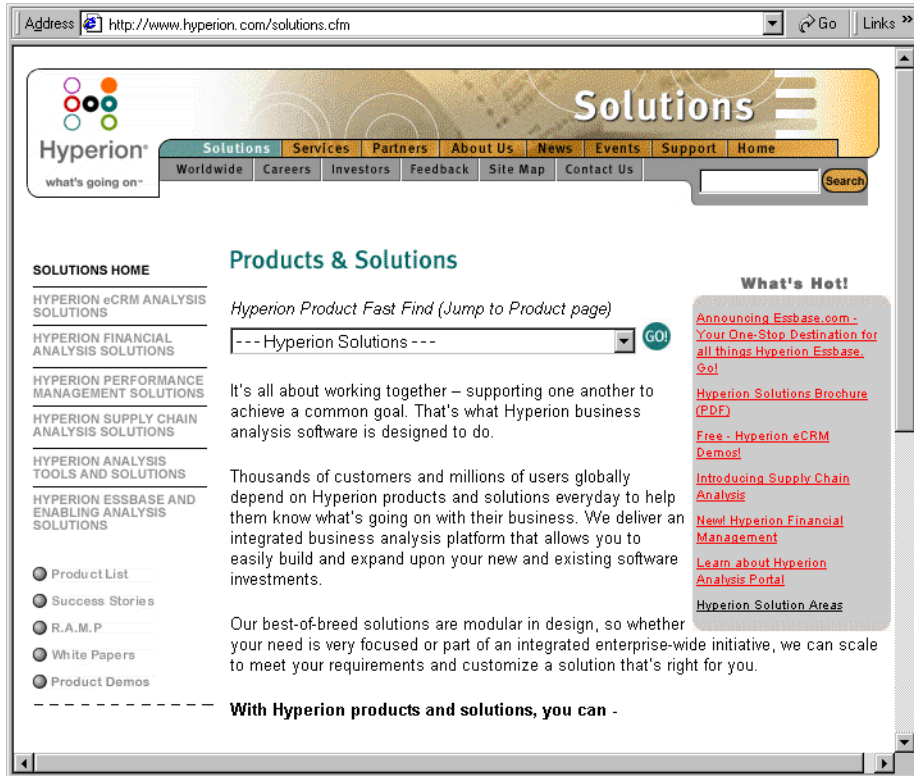 Address http://www.hyperion.com/solutions.cfm Go Links »
Solutions
Hyperion®
what's going on™
Solutions Services Partners About Us News Events Support Home
Worldwide Careers Investors Feedback Site Map Contact Us
Search
SOLUTIONS HOME
HYPERION eCRM ANALYSIS
SOLUTIONS
HYPERION FINANCIAL
ANALYSIS SOLUTIONS
HYPERION PERFORMANCE
MANAGEMENT SOLUTIONS
HYPERION SUPPLY CHAIN
ANALYSIS SOLUTIONS
HYPERION ANALYSIS
TOOLS AND SOLUTIONS
HYPERION ESSBASE AND
ENABLING ANALYSIS
SOLUTIONS
Product List
Success Stories
R.A.M.P
White Papers
Product Demos
Products & Solutions
Hyperion Product Fast Find (Jump to Product page)
--- Hyperion Solutions --- GO!
It's all about working together – supporting one another to
achieve a common goal. That's what Hyperion business
analysis software is designed to do.
Thousands of customers and millions of users globally
depend on Hyperion products and solutions everyday to help
them know what's going on with their business. We deliver an
integrated business analysis platform that allows you to
easily build and expand upon your new and existing software
investments.
Our best-of-breed solutions are modular in design, so whether
your need is very focused or part of an integrated enterprise-wide initiative, we can scale
to meet your requirements and customize a solution that's right for you.
With Hyperion products and solutions, you can -
What's Hot!
Announcing Essbase.com -
Your One-Stop Destination for
all things Hyperion Essbase.
Go!
Hyperion Solutions Brochure
(PDF)
Free - Hyperion eCRM
Demos!
Introducing Supply Chain
Analysis
New! Hyperion Financial
Management
Learn about Hyperion
Analysis Portal
Hyperion Solution Areas